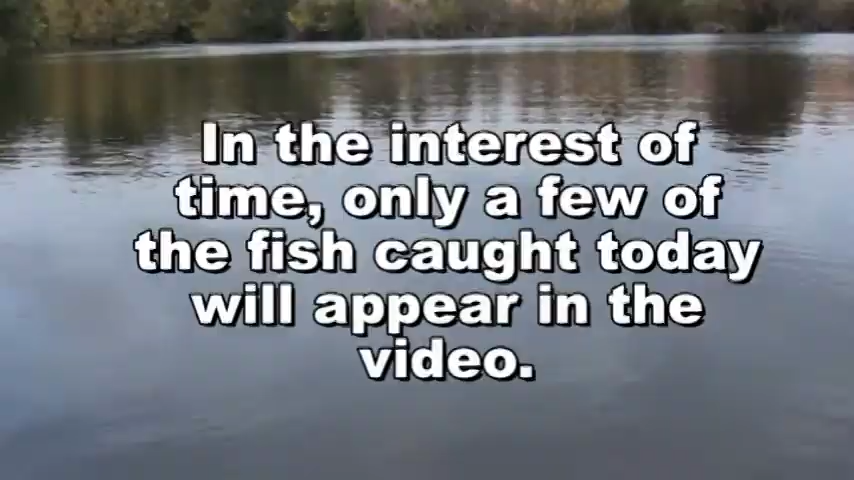 In the interest of
time, only a few of
the fish caught today
will appear in the
video.